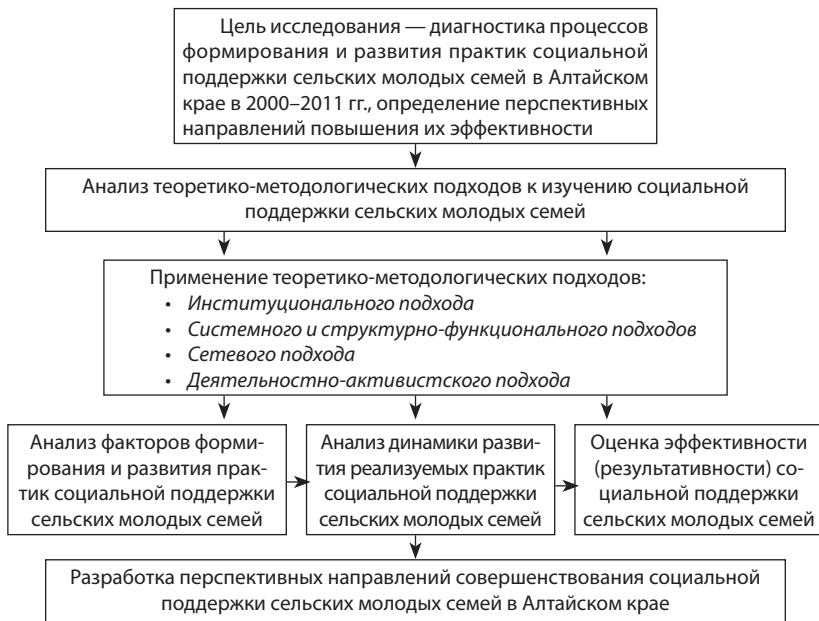 Цель исследования — диагностика процессов
формирования и развития практик социальной
поддержки сельских молодых семей в Алтайском
крае в 2000–2011 гг., определение перспективных
направлений повышения их эффективности
Анализ теоретико-методологических подходов к изучению социальной
поддержки сельских молодых семей
Применение теоретико-методологических подходов:
• Институционального подхода
• Системного и структурно-функционального подходов
• Сетевого подхода
• Деятельностно-активистского подхода
Анализ факторов форми-
рования и развития прак-
тик социальной поддержки
сельских молодых семей
Анализ динамики разви-
тия реализуемых практик
социальной поддержки
сельских молодых семей
Оценка эффективности
(результативности) со-
циальной поддержки
сельских молодых семей
Разработка перспективных направлений совершенствования социальной
поддержки сельских молодых семей в Алтайском крае